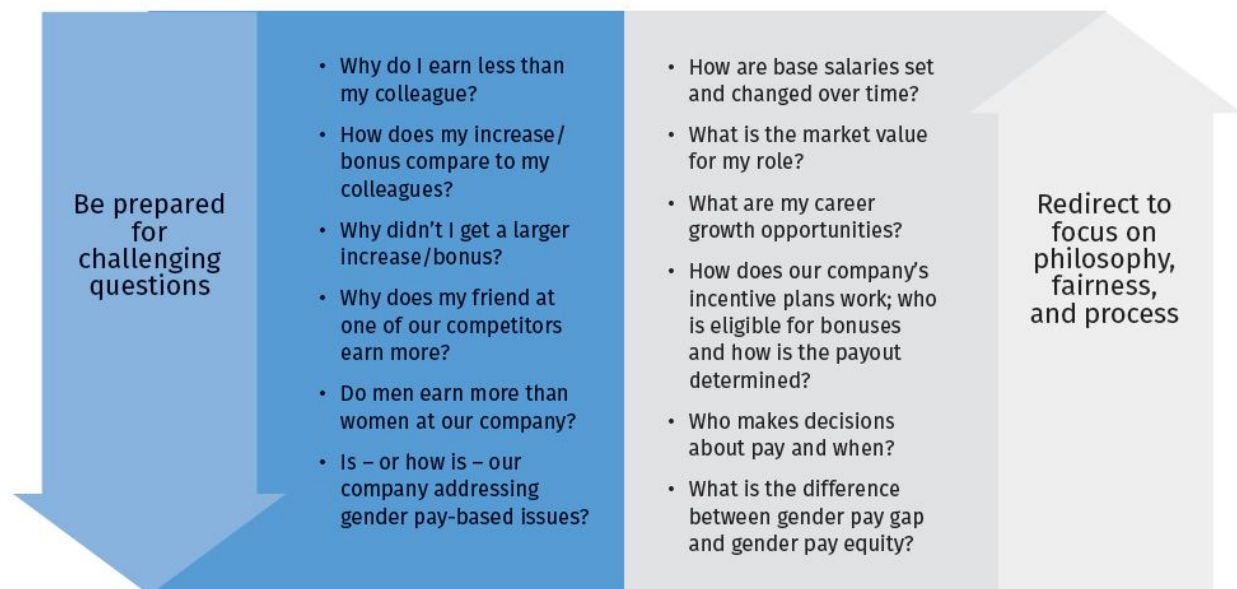 Be prepared
for
challenging
questions
• Why do I earn less than
my colleague?
• How does my increase/
bonus compare to my
colleagues?
• Why didn’t I get a larger
increase/bonus?
• Why does my friend at
one of our competitors
earn more?
• Do men earn more than
women at our company?
• Is – or how is – our
company addressing
gender pay-based issues?
• How are base salaries set
and changed over time?
• What is the market value
for my role?
• What are my career
growth opportunities?
• How does our company’s
incentive plans work; who
is eligible for bonuses
and how is the payout
determined?
• Who makes decisions
about pay and when?
• What is the difference
between gender pay gap
and gender pay equity?
Redirect to
focus on
philosophy,
fairness,
and process